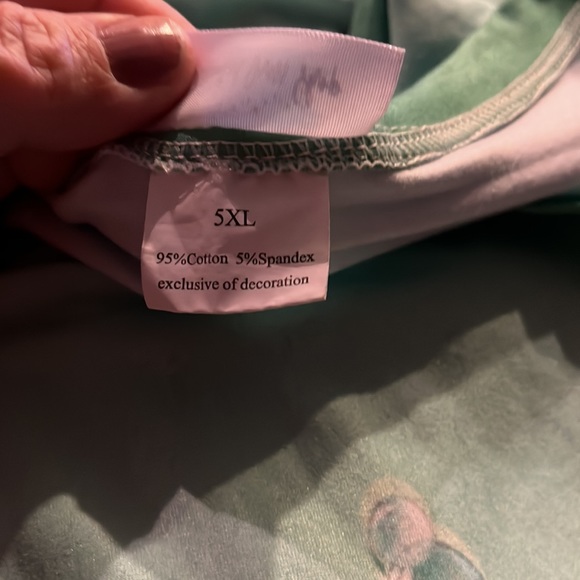 5XL
95%Cotton 5%Spandex
exclusive of decoration